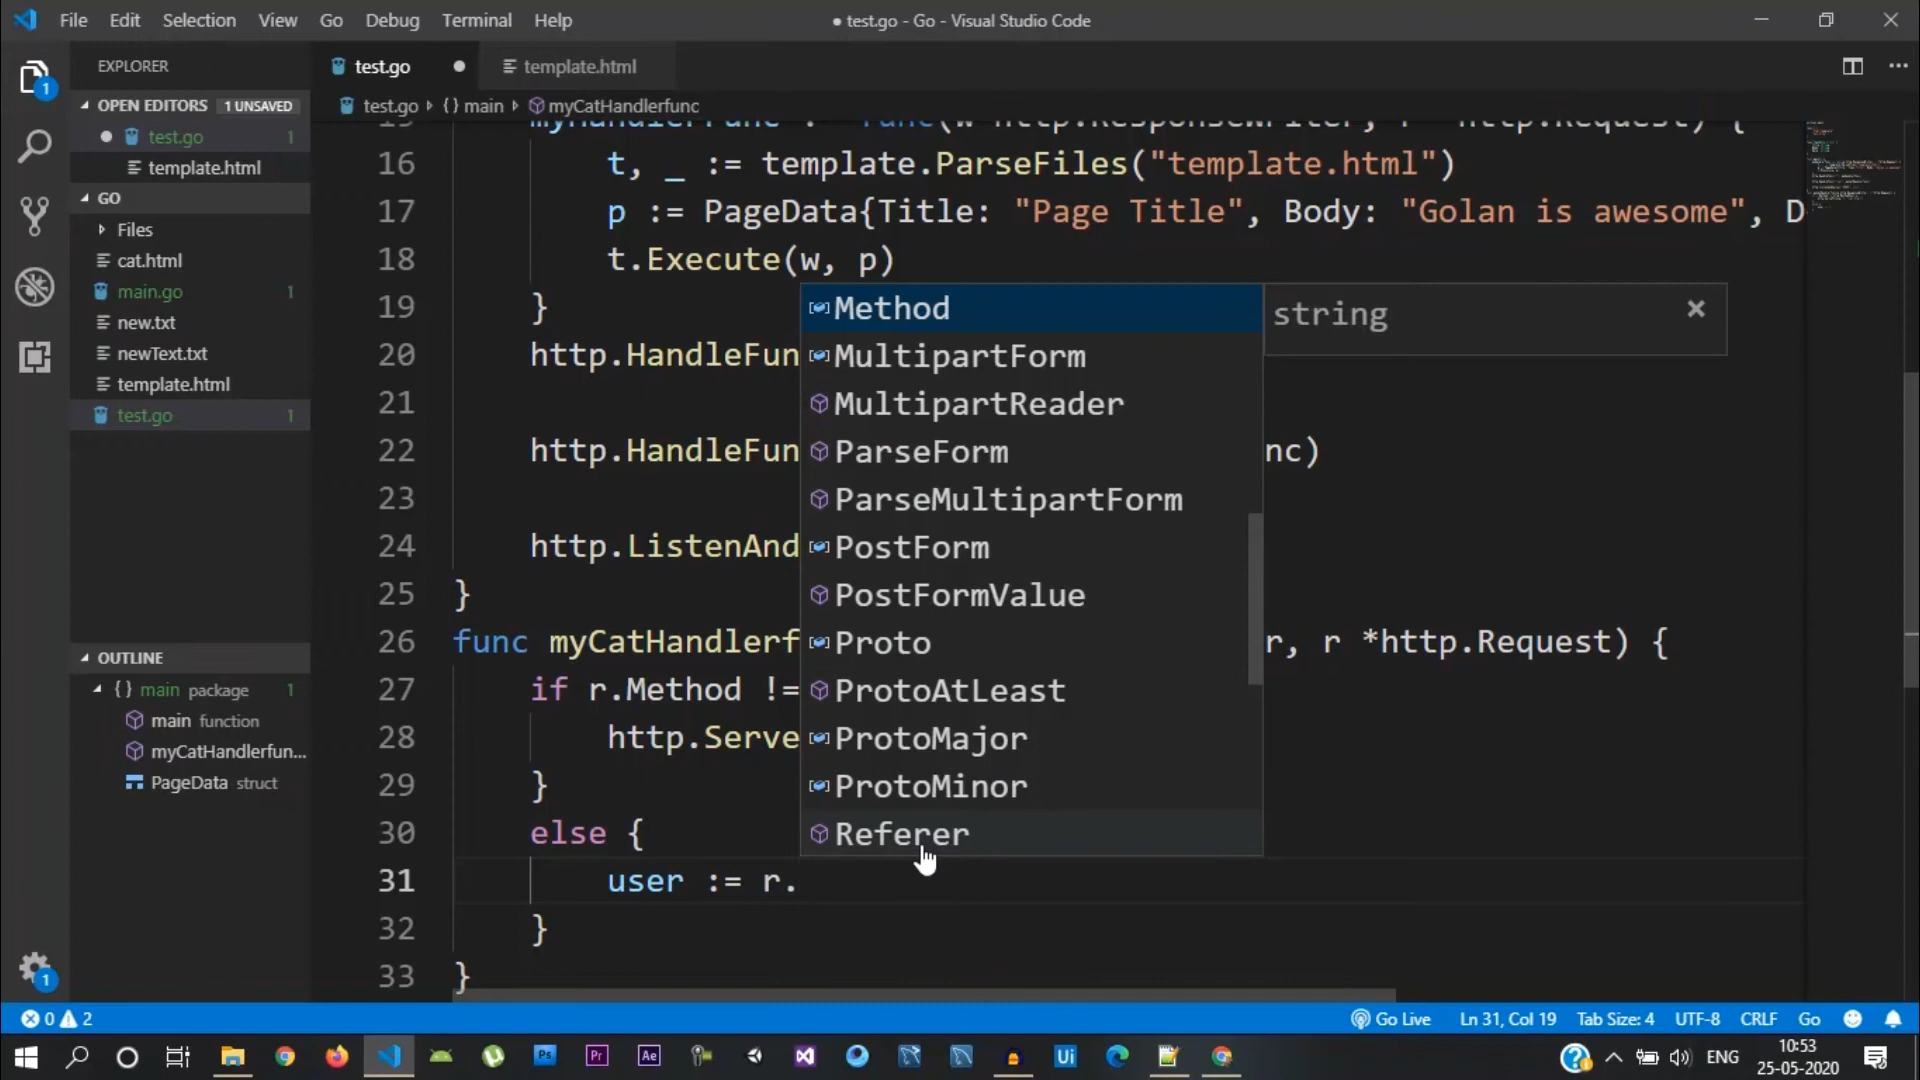 File Edit Selection View Go Debug Terminal Help
● test.go - Go - Visual Studio Code
EXPLORER
OPEN EDITORS 1 UNSAVED
test.go 1
template.html
GO
Files
cat.html
main.go 1
new.txt
newText.txt
template.html
test.go 1
OUTLINE
{} main package 1
main function
myCatHandlerfun...
PageData struct
test.go ● template.html
test.go {} main myCatHandlerfunc
16 t, _ := template.ParseFiles("template.html")
17 p := PageData{Title: "Page Title", Body: "Golan is awesome", D
18 t.Execute(w, p)
19 }
20 http.HandleFun
21
22 http.HandleFun nc)
23
24 http.ListenAnd
25 }
26 func myCatHandlerf r, r *http.Request) {
27 if r.Method !=
28 http.Serve
29 }
30 else {
31 user := r.
32 }
33 }
Method
MultipartForm
MultipartReader
ParseForm
ParseMultipartForm
PostForm
PostFormValue
Proto
ProtoAtLeast
ProtoMajor
ProtoMinor
Referer
string ×
0 2 Go Live Ln 31, Col 19 Tab Size: 4 UTF-8 CRLF Go
1
1
Ps Pr Ae Ui
ENG
10:53
25-05-2020